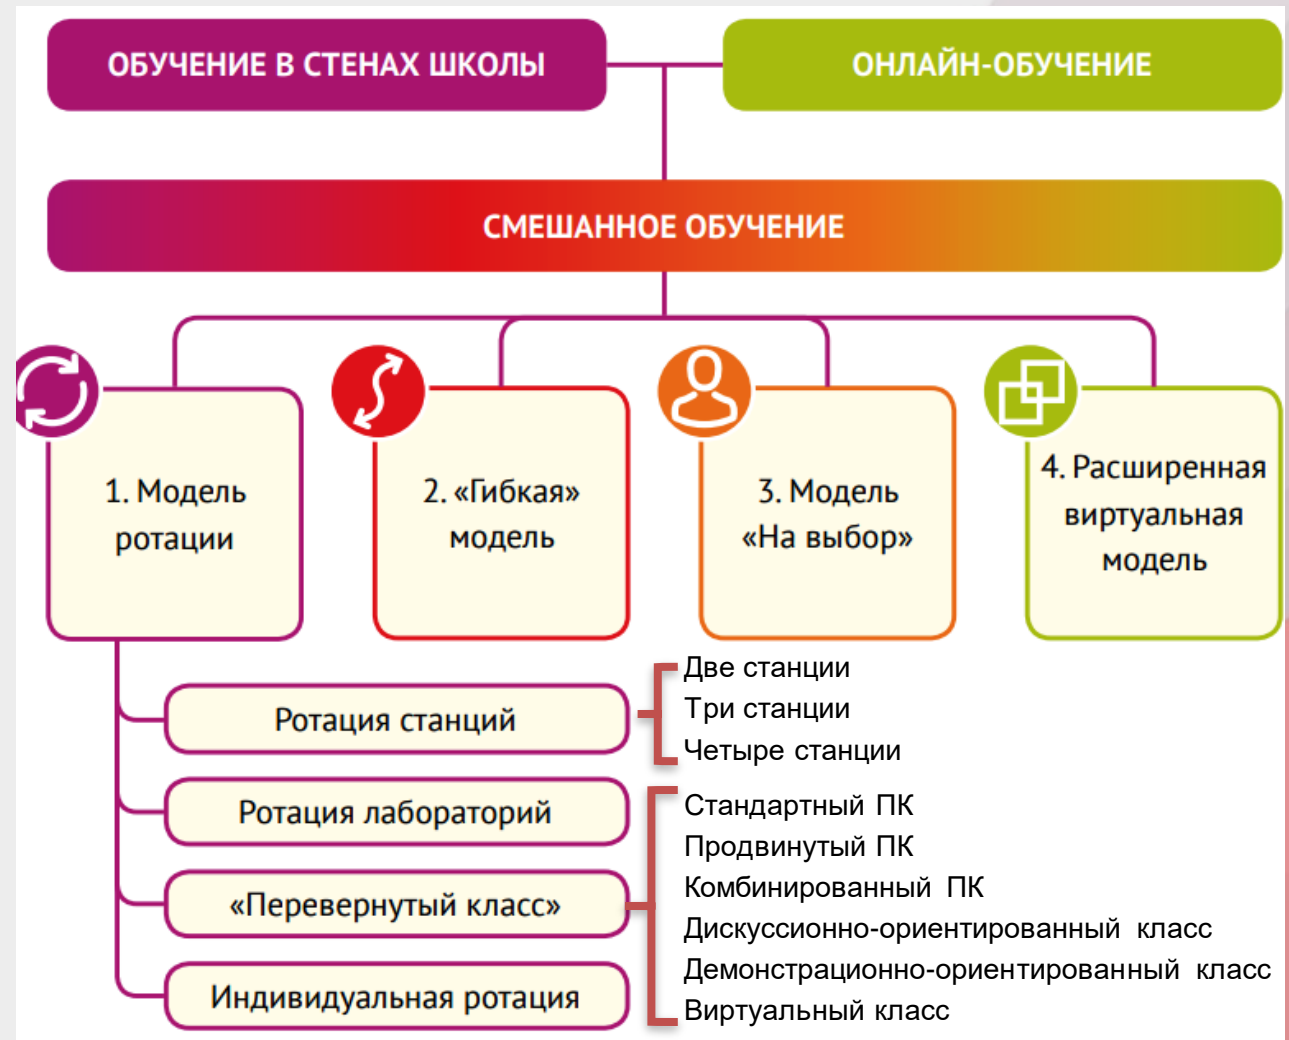 ОБУЧЕНИЕ В СТЕНАХ ШКОЛЫ
ОНЛАЙН-ОБУЧЕНИЕ
СМЕШАННОЕ ОБУЧЕНИЕ
1. Модель
ротации
2. «Гибкая»
модель
3. Модель
«На выбор»
4. Расширенная
виртуальная
модель
Ротация станций
Две станции
Три станции
Четыре станции
Ротация лабораторий
«Перевернутый класс»
Стандартный ПК
Продвинутый ПК
Комбинированный ПК
Дискуссионно-ориентированный класс
Демонстрационно-ориентированный класс
Виртуальный класс
Индивидуальная ротация